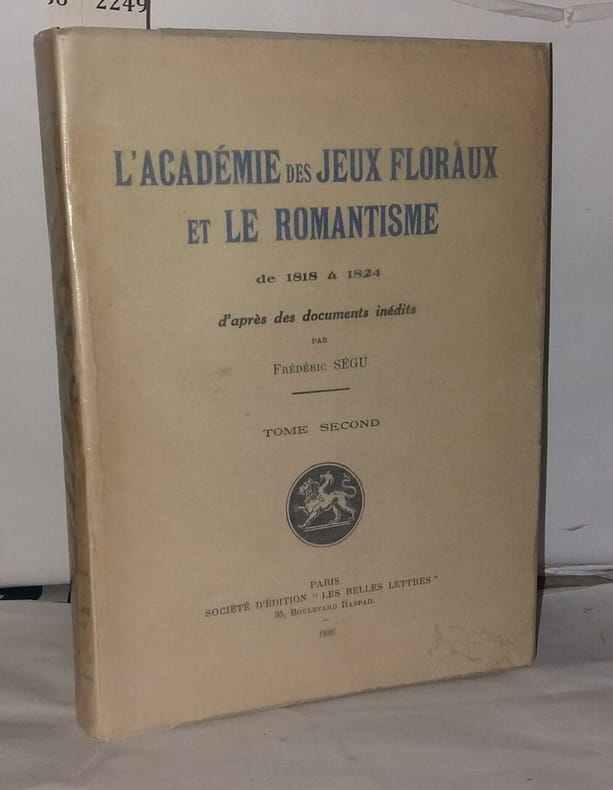 2249
L'ACADÉMIE DES JEUX FLORAUX
ET LE ROMANTISME
de 1818 à 1824
d'après des documents inédits
PAR
FRÉDÉRIC SÉGU
TOME SECOND
PARIS
SOCIÉTÉ D'ÉDITION "LES BELLES LETTRES"
95, BOULEVARD RASPAIL